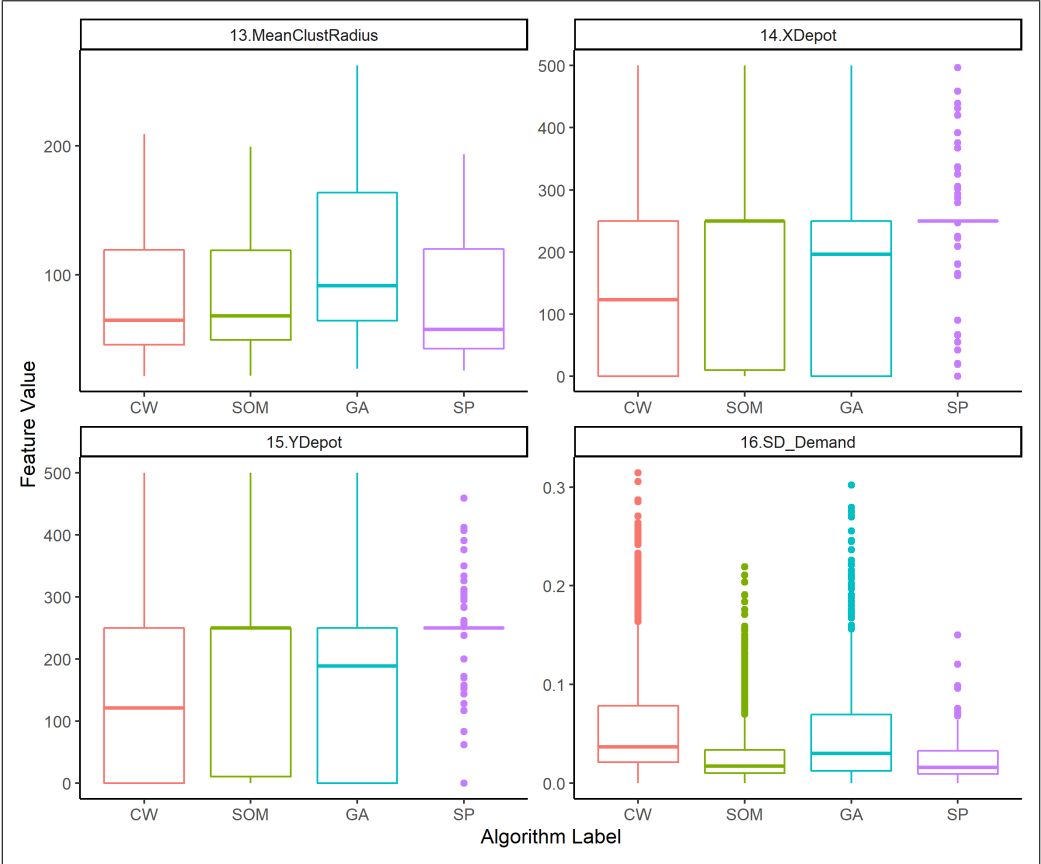 13.MeanClustRadius
14.XDepot
200
100
CW SOM GA SP
500
400
300
200
100
0
CW SOM GA SP
Feature Value
15.YDepot
16.SD_Demand
500
400
300
200
100
0
CW SOM GA SP
0.3
0.2
0.1
0.0
CW SOM GA SP
Algorithm Label